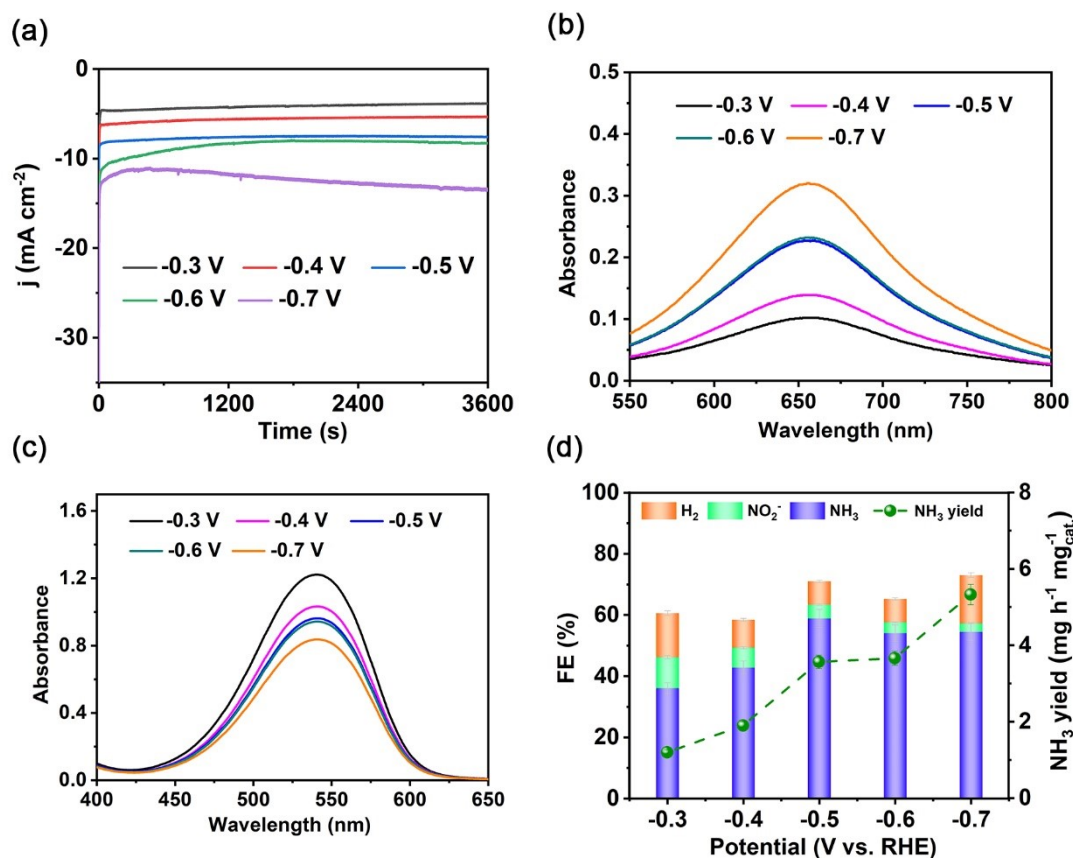 (a)
0
-10
-20
-30
j (mA cm⁻²)
-0.3 V -0.4 V -0.5 V
-0.6 V -0.7 V
0 1200 2400 3600
Time (s)
(b)
0.5
0.4
0.3
0.2
0.1
0.0
Absorbance
-0.3 V -0.4 V -0.5 V
-0.6 V -0.7 V
550 600 650 700 750 800
Wavelength (nm)
(c)
1.6
1.2
0.8
0.4
0.0
Absorbance
-0.3 V -0.4 V -0.5 V
-0.6 V -0.7 V
400 450 500 550 600 650
Wavelength (nm)
(d)
100
80
60
40
20
0
FE (%)
H₂ NO₂⁻ NH₃ NH₃ yield
8
6
4
2
0
NH₃ yield (mg h⁻¹ mg⁻¹cat.)
-0.3 -0.4 -0.5 -0.6 -0.7
Potential (V vs. RHE)